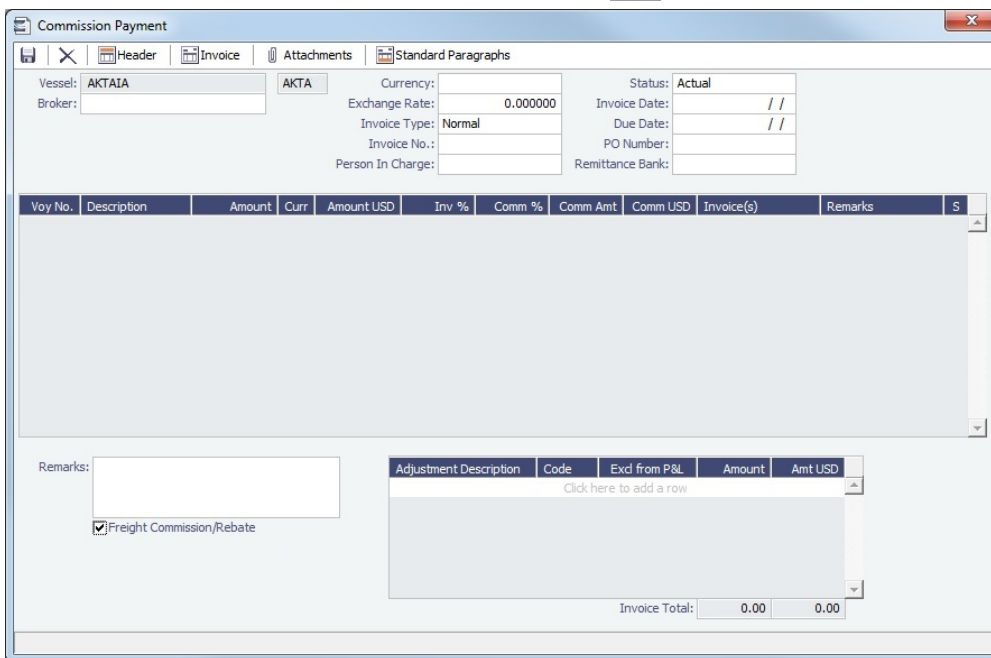 Commission Payment
Header Invoice Attachments Standard Paragraphs
Vessel: AKTAIA AKTA Currency: Status: Actual
Broker: Exchange Rate: 0.000000 Invoice Date: / /
Invoice Type: Normal Due Date: / /
Invoice No.: PO Number:
Person In Charge: Remittance Bank:
Voy No. Description Amount Curr Amount USD Inv % Comm % Comm Amt Comm USD Invoice(s) Remarks S
Remarks:
Adjustment Description Code Excl from P&L Amount Amt USD
Click here to add a row
Freight Commission/Rebate
Invoice Total: 0.00 0.00